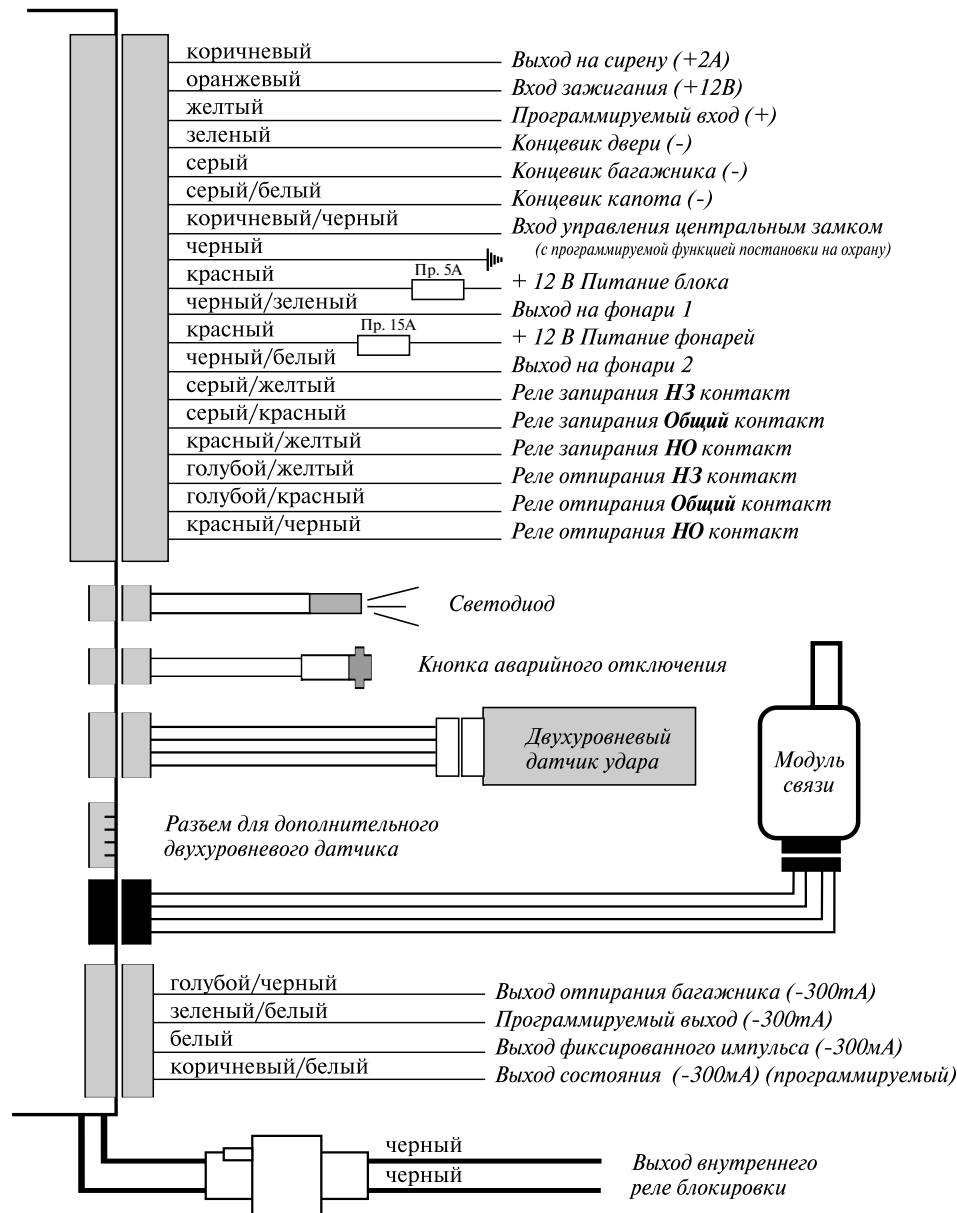 коричневый
Выход на сирену (+2А)
оранжевый
Вход зажигания (+12В)
желтый
Программируемый вход (+)
зеленый
Концевик двери (-)
серый
Концевик багажника (-)
серый/белый
Концевик капота (-)
коричневый/черный
Вход управления центральным замком
(с программируемой функцией постановки на охрану)
черный
красный
Пр. 5А
+ 12 В Питание блока
черный/зеленый
Выход на фонари 1
красный
Пр. 15А
+ 12 В Питание фонарей
черный/белый
Выход на фонари 2
серый/желтый
Реле запирания НЗ контакт
серый/красный
Реле запирания Общий контакт
красный/желтый
Реле запирания НО контакт
голубой/желтый
Реле отпирания НЗ контакт
голубой/красный
Реле отпирания Общий контакт
красный/черный
Реле отпирания НО контакт
Светодиод
Кнопка аварийного отключения
Двухуровневый
датчик удара
Модуль
связи
Разъем для дополнительного
двухуровневого датчика
голубой/черный
Выход отпирания багажника (-300mA)
зеленый/белый
Программируемый выход (-300mA)
белый
Выход фиксированного импульса (-300мА)
коричневый/белый
Выход состояния (-300мА) (программируемый)
черный
черный
Выход внутреннего
реле блокировки